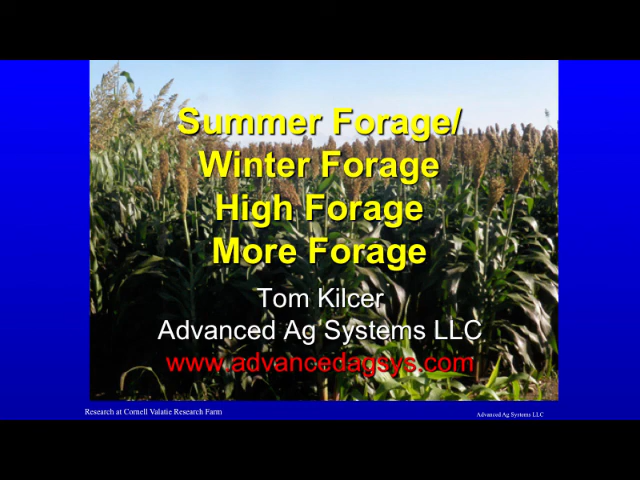 Summer Forage/
Winter Forage
High Forage
More Forage
Tom Kilcer
Advanced Ag Systems LLC
www.advancedagsys.com
Research at Cornell Valatie Research Farm
Advanced Ag Systems LLC